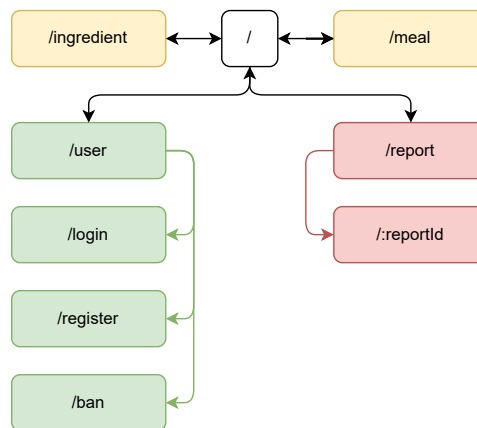 /ingredient
/
/meal
/user
/report
/login
/:reportId
/register
/ban